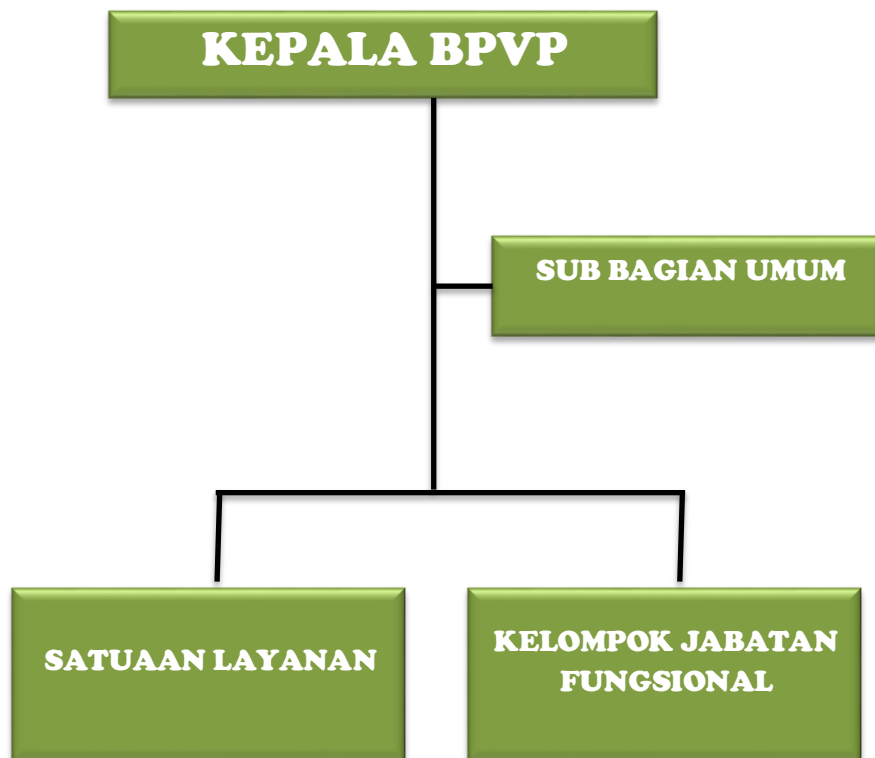 KEPALA BPVP
SUB BAGIAN UMUM
SATUAAN LAYANAN
KELOMPOK JABATAN
FUNGSIONAL